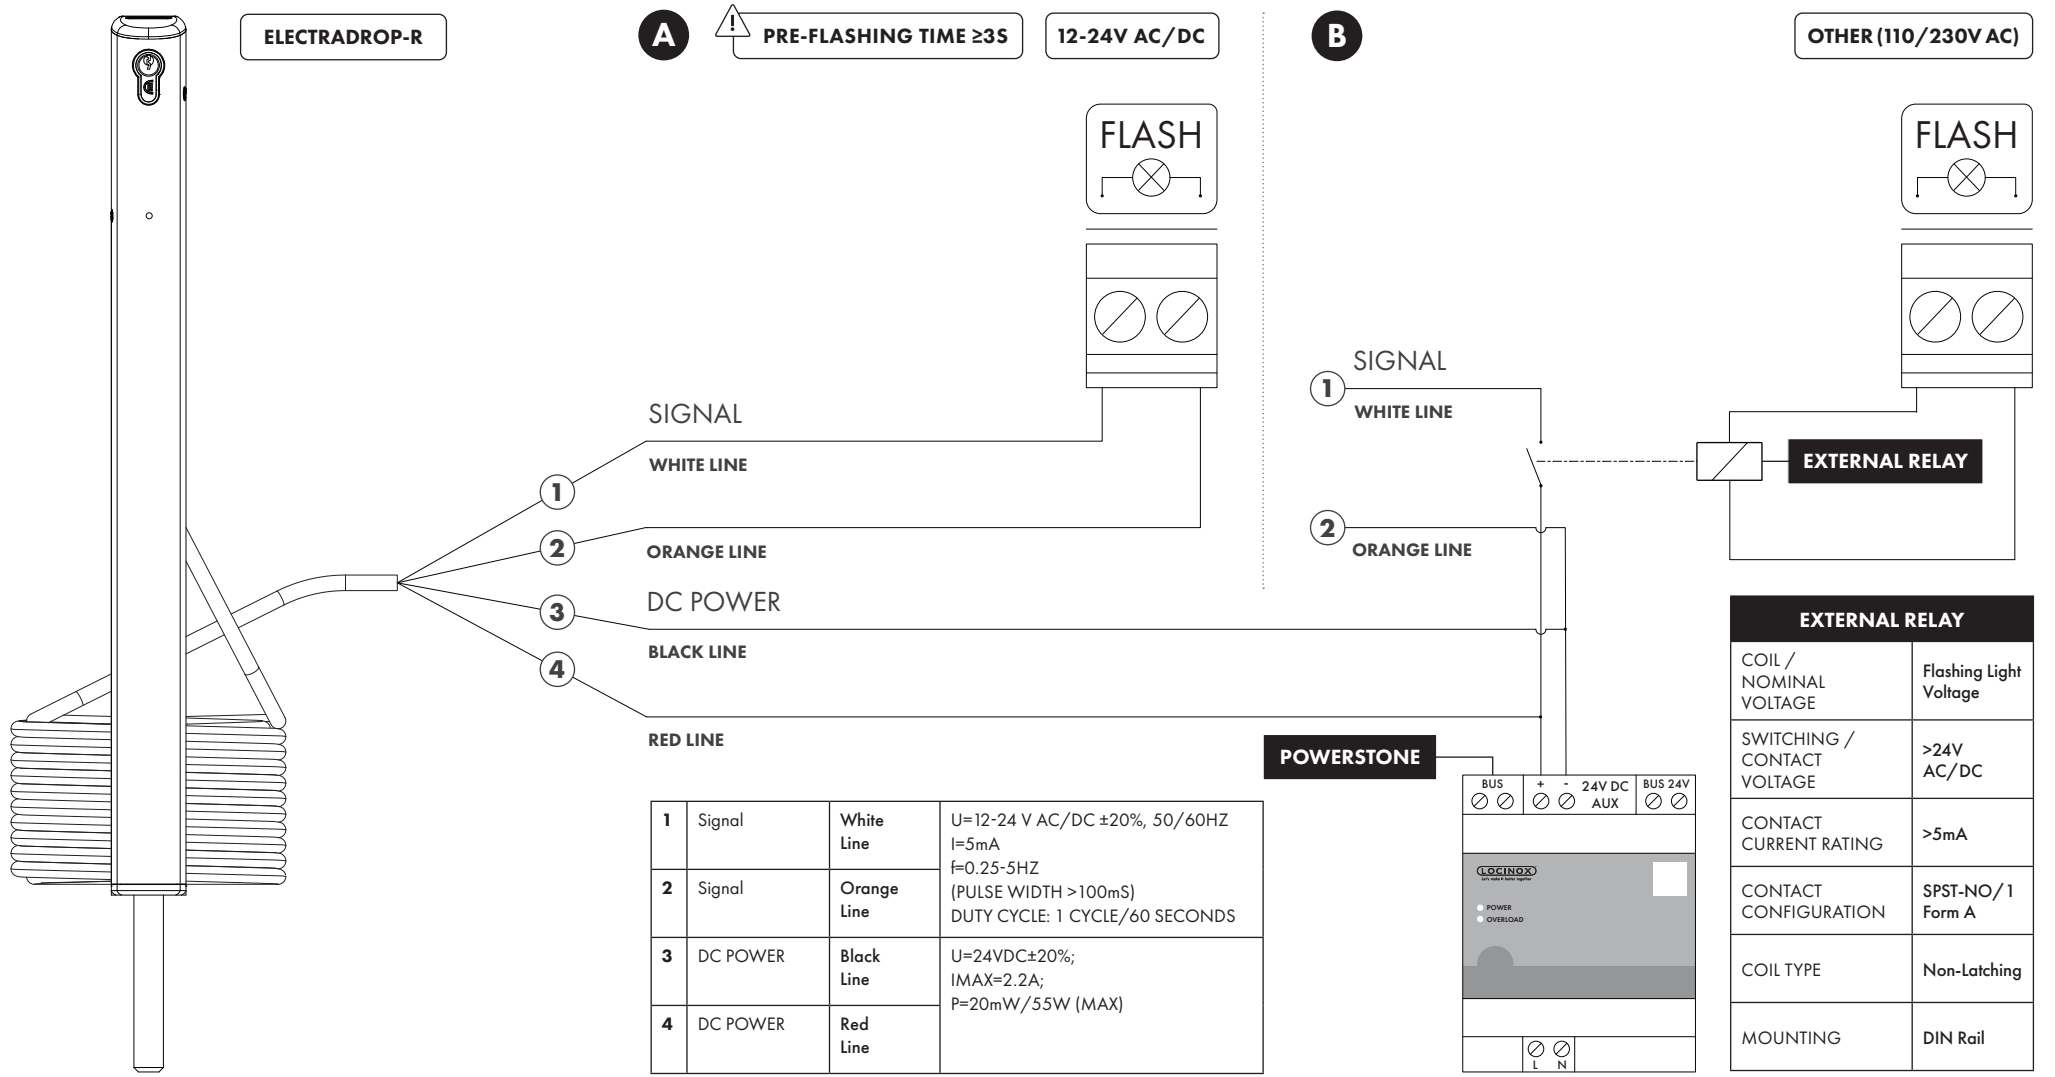 ELECTRADROP-R
A
PRE-FLASHING TIME ≥3S
12-24V AC/DC
B
OTHER (110/230V AC)
!
FLASH
FLASH
SIGNAL
1
WHITE LINE
2
ORANGE LINE
DC POWER
3
BLACK LINE
4
RED LINE
SIGNAL
1
WHITE LINE
EXTERNAL RELAY
2
ORANGE LINE
POWERSTONE
BUS
+ -
24V DC
AUX
BUS 24V
LOCINOX
Let's make it better together
POWER
OVERLOAD
L N
1 Signal White
Line
2 Signal Orange
Line
U=12-24 V AC/DC ±20%, 50/60HZ
I=5mA
f=0.25-5HZ
(PULSE WIDTH >100mS)
DUTY CYCLE: 1 CYCLE/60 SECONDS
3 DC POWER Black
Line
4 DC POWER Red
Line
U=24VDC±20%;
IMAX=2.2A;
P=20mW/55W (MAX)
EXTERNAL RELAY
COIL /
NOMINAL
VOLTAGE
Flashing Light
Voltage
SWITCHING /
CONTACT
VOLTAGE
>24V
AC/DC
CONTACT
CURRENT RATING
>5mA
CONTACT
CONFIGURATION
SPST-NO/1
Form A
COIL TYPE
Non-Latching
MOUNTING
DIN Rail